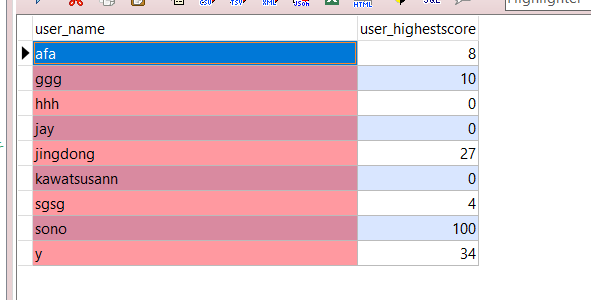 user_name user_highestscore
afa 8
ggg 10
hhh 0
jay 0
jingdong 27
kawatsusann 0
sgsg 4
sono 100
y 34